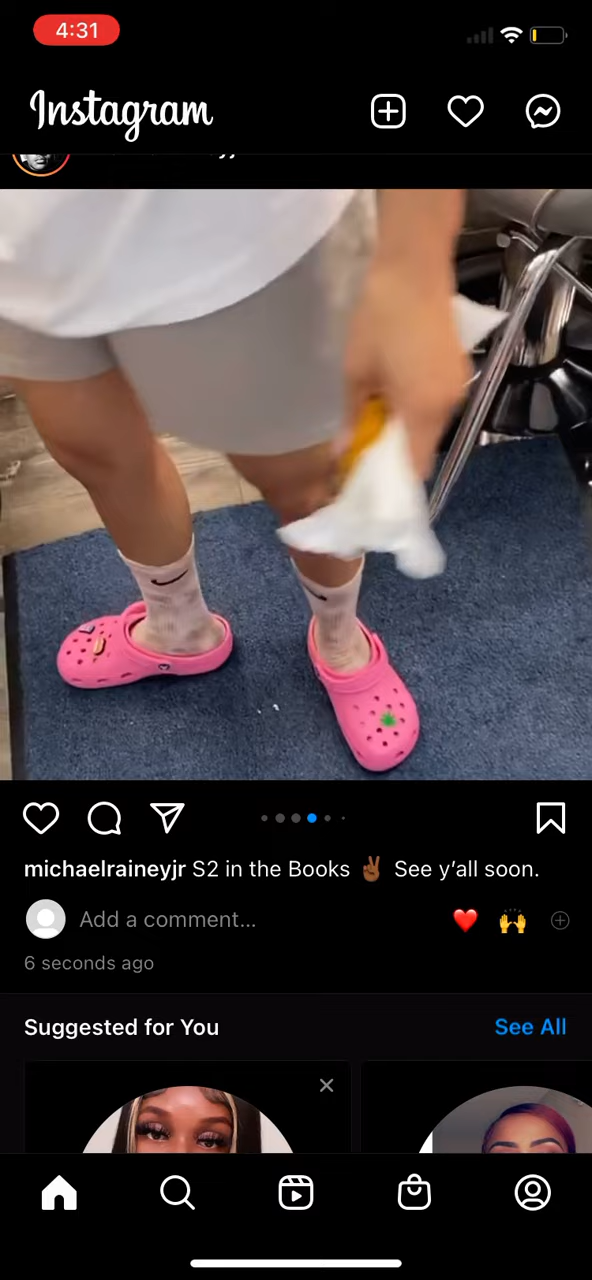 4:31
Instagram
michaelraineyjr S2 in the Books ✌🏾 See y’all soon.
Add a comment... ❤️ 🙌
6 seconds ago
Suggested for You See All